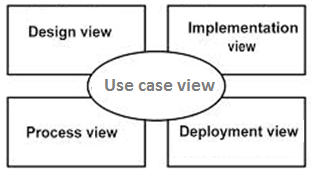 Design view
Implementation
view
Use case view
Process view
Deployment view